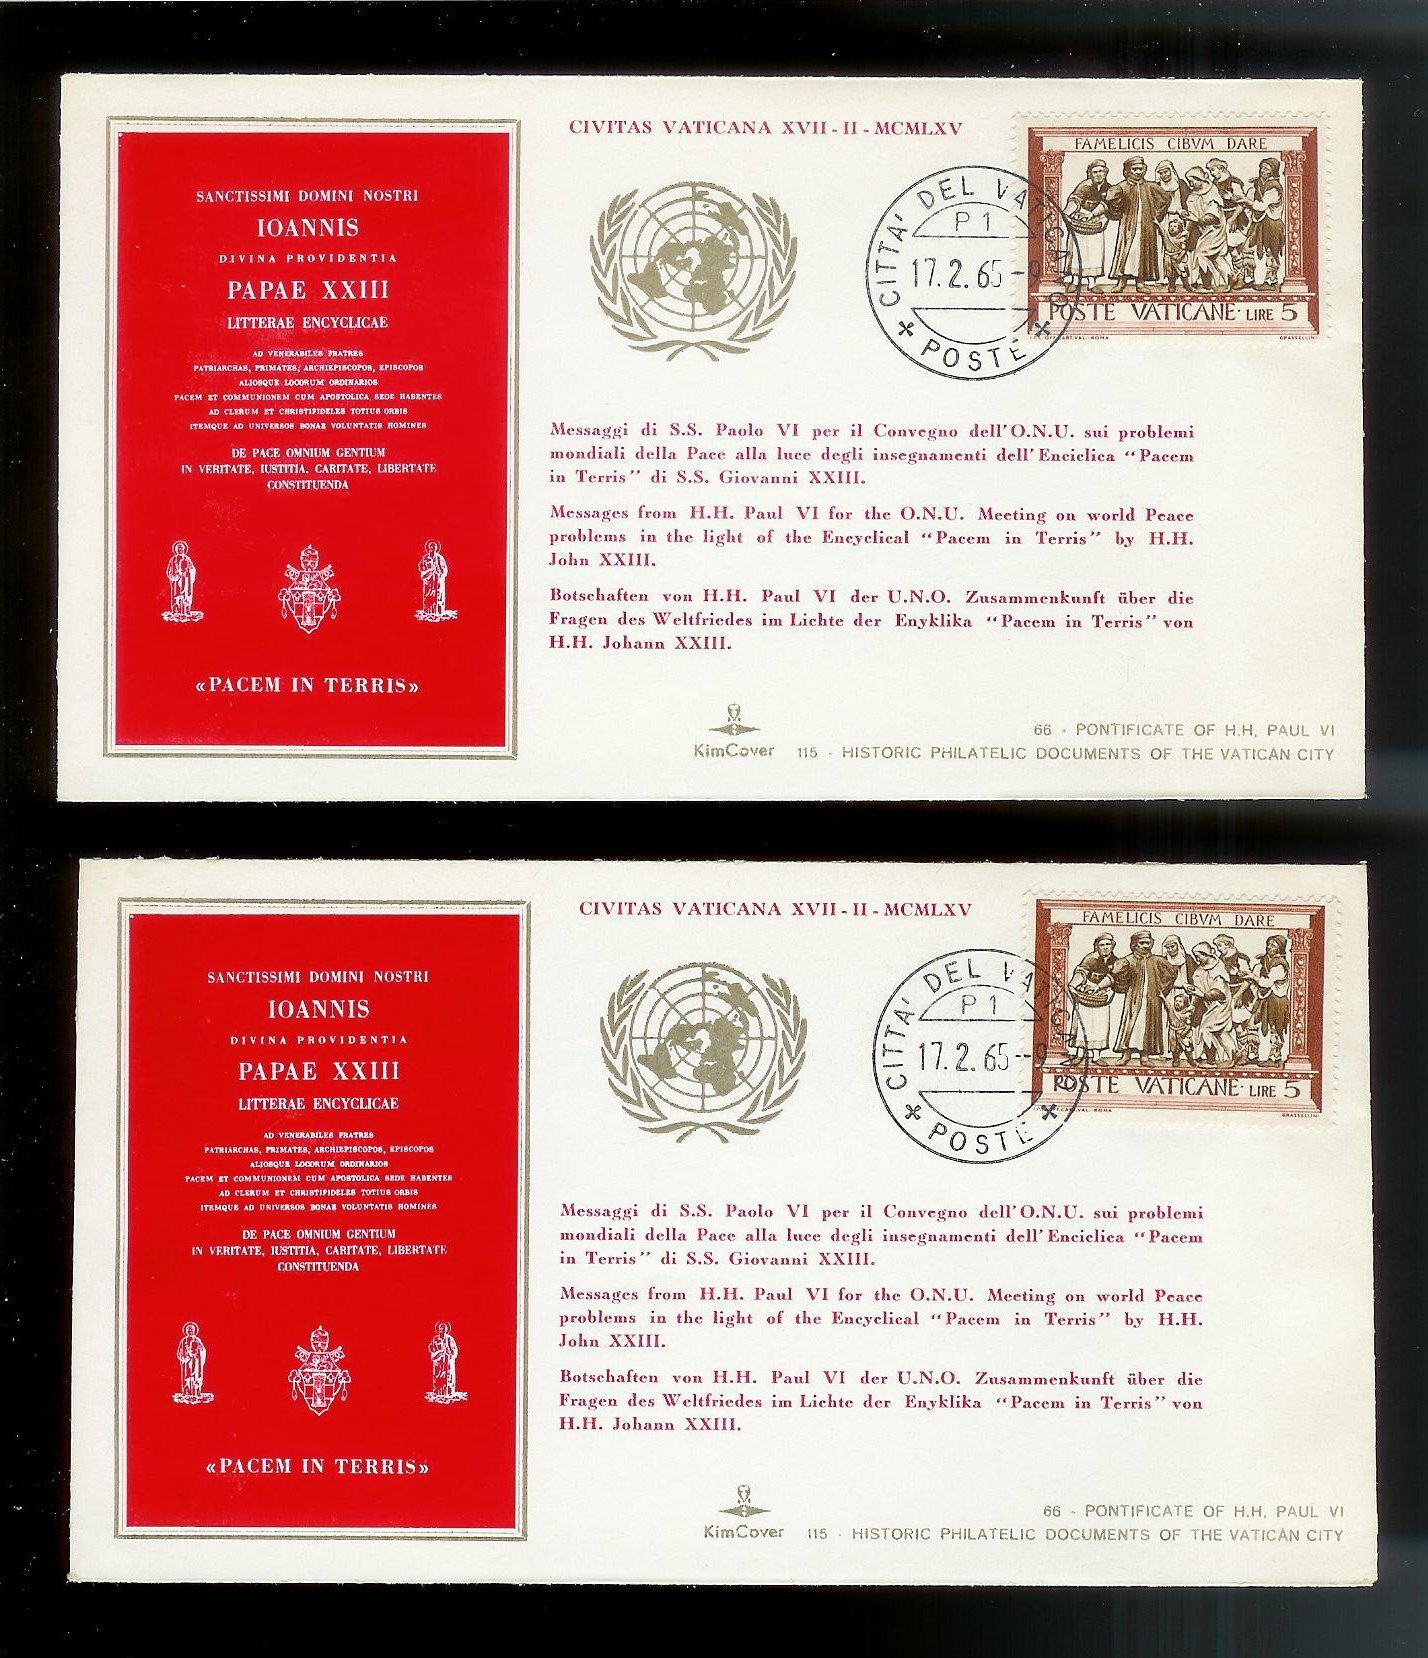 SANCTISSIMI DOMINI NOSTRI
IOANNIS
DIVINA PROVIDENTIA
PAPAE XXIII
LITTERAE ENCYCLICAE
AD VENERABILES FRATRES
PATRIARCHAS, PRIMATES, ARCHIEPISCOPOS, EPISCOPOS
ALIOSQUE LOCORUM ORDINARIOS
PACEM ET COMMUNIONEM CUM APOSTOLICA SEDE HABENTES
AD CLERUM ET CHRISTIFIDELES TOTIUS ORBIS
ITEMQUE AD UNIVERSOS BONAE VOLUNTATIS HOMINES
DE PACE OMNIUM GENTIUM
IN VERITATE, IUSTITIA, CARITATE, LIBERTATE
CONSTITUENDA
«PACEM IN TERRIS»
CIVITAS VATICANA XVII - II - MCMLXV
CITTA' DEL VATICANO
P 1
17.2.65-9
POSTE
FAMELICIS CIBVM DARE
POSTE VATICANE · LIRE 5
GRASSELLINI
Messaggi di S.S. Paolo VI per il Convegno dell'O.N.U. sui problemi
mondiali della Pace alla luce degli insegnamenti dell'Enciclica “Pacem
in Terris” di S.S. Giovanni XXIII.
Messages from H.H. Paul VI for the O.N.U. Meeting on world Peace
problems in the light of the Encyclical “Pacem in Terris” by H.H.
John XXIII.
Botschaften von H.H. Paul VI der U.N.O. Zusammenkunft über die
Fragen des Weltfriedes im Lichte der Enyklika “Pacem in Terris” von
H.H. Johann XXIII.
66 - PONTIFICATE OF H.H. PAUL VI
KimCover 115 - HISTORIC PHILATELIC DOCUMENTS OF THE VATICAN CITY
SANCTISSIMI DOMINI NOSTRI
IOANNIS
DIVINA PROVIDENTIA
PAPAE XXIII
LITTERAE ENCYCLICAE
AD VENERABILES FRATRES
PATRIARCHAS, PRIMATES, ARCHIEPISCOPOS, EPISCOPOS
ALIOSQUE LOCORUM ORDINARIOS
PACEM ET COMMUNIONEM CUM APOSTOLICA SEDE HABENTES
AD CLERUM ET CHRISTIFIDELES TOTIUS ORBIS
ITEMQUE AD UNIVERSOS BONAE VOLUNTATIS HOMINES
DE PACE OMNIUM GENTIUM
IN VERITATE, IUSTITIA, CARITATE, LIBERTATE
CONSTITUENDA
«PACEM IN TERRIS»
CIVITAS VATICANA XVII - II - MCMLXV
CITTA' DEL VATICANO
P 1
17.2.65--9
POSTE
FAMELICIS CIBVM DARE
POSTE VATICANE · LIRE 5
GRASSELLINI
Messaggi di S.S. Paolo VI per il Convegno dell'O.N.U. sui problemi
mondiali della Pace alla luce degli insegnamenti dell'Enciclica “Pacem
in Terris” di S.S. Giovanni XXIII.
Messages from H.H. Paul VI for the O.N.U. Meeting on world Peace
problems in the light of the Encyclical “Pacem in Terris” by H.H.
John XXIII.
Botschaften von H.H. Paul VI der U.N.O. Zusammenkunft über die
Fragen des Weltfriedes im Lichte der Enyklika “Pacem in Terris” von
H.H. Johann XXIII.
66 - PONTIFICATE OF H.H. PAUL VI
KimCover 115 - HISTORIC PHILATELIC DOCUMENTS OF THE VATICAN CITY